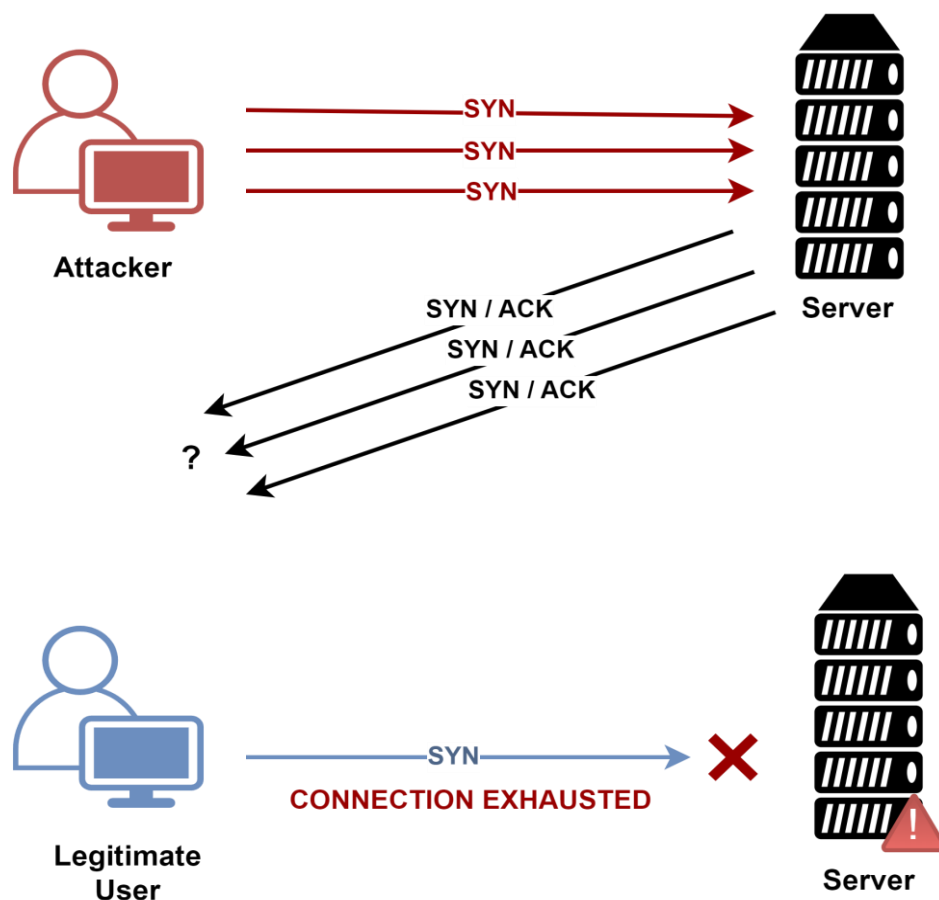 SYN
SYN
SYN
Attacker
Server
SYN / ACK
SYN / ACK
SYN / ACK
?
SYN
CONNECTION EXHAUSTED
!
Legitimate
User
Server